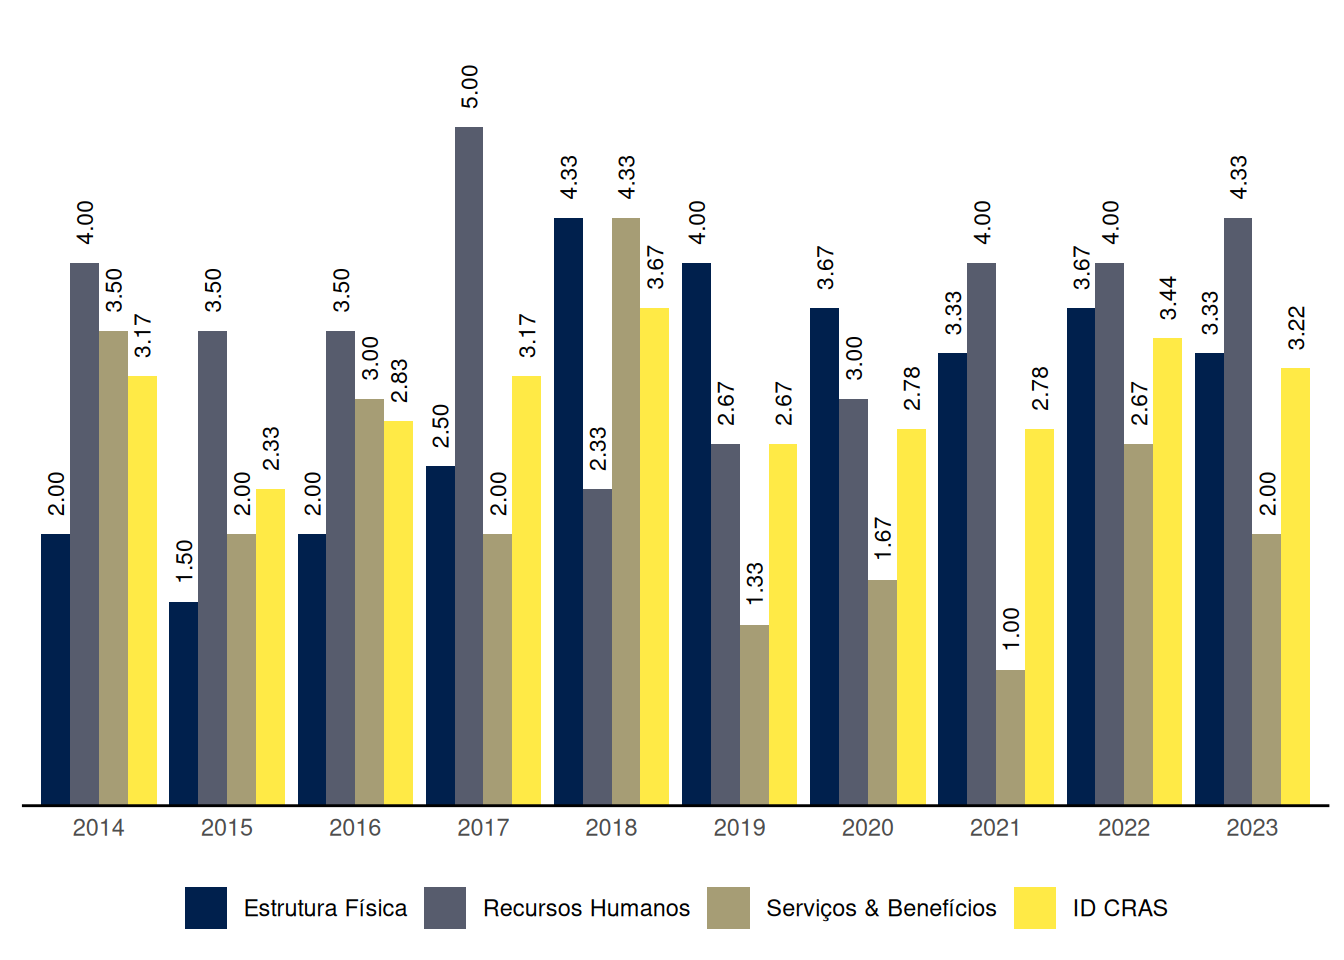 2.00 4.00 3.50 3.17 1.50 3.50 2.00 2.33 2.00 3.50 3.00 2.83 2.50 5.00 2.00 3.17 4.33 2.33 4.33 3.67 4.00 2.67 1.33 2.67 3.67 3.00 1.67 2.78 3.33 4.00 1.00 2.78 3.67 4.00 2.67 3.44 3.33 4.33 2.00 3.22
2014 2015 2016 2017 2018 2019 2020 2021 2022 2023
Estrutura Física Recursos Humanos Serviços & Benefícios ID CRAS